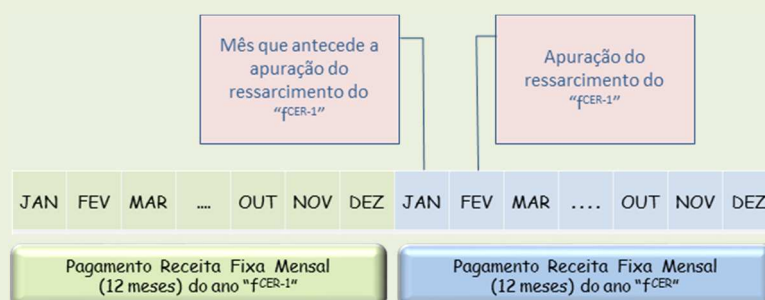 Mês que antecede a
apuração do
ressarcimento do
“fCER-1”
Apuração do
ressarcimento do
“fCER-1”
JAN FEV MAR .... OUT NOV DEZ JAN FEV MAR .... OUT NOV DEZ
Pagamento Receita Fixa Mensal
(12 meses) do ano “fCER-1”
Pagamento Receita Fixa Mensal
(12 meses) do ano “fCER”